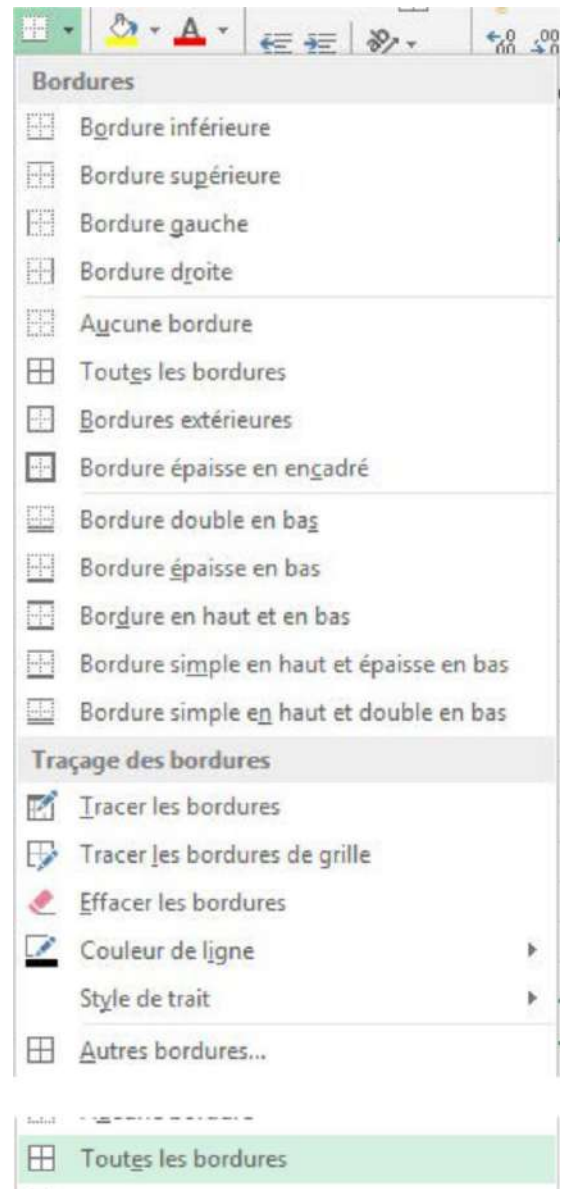 A
Bordures
Bordure inférieure
Bordure supérieure
Bordure gauche
Bordure droite
Aucune bordure
Toutes les bordures
Bordures extérieures
Bordure épaisse en encadré
Bordure double en bas
Bordure épaisse en bas
Bordure en haut et en bas
Bordure simple en haut et épaisse en bas
Bordure simple en haut et double en bas
Traçage des bordures
Tracer les bordures
Tracer les bordures de grille
Effacer les bordures
Couleur de ligne
Style de trait
Autres bordures...
Toutes les bordures